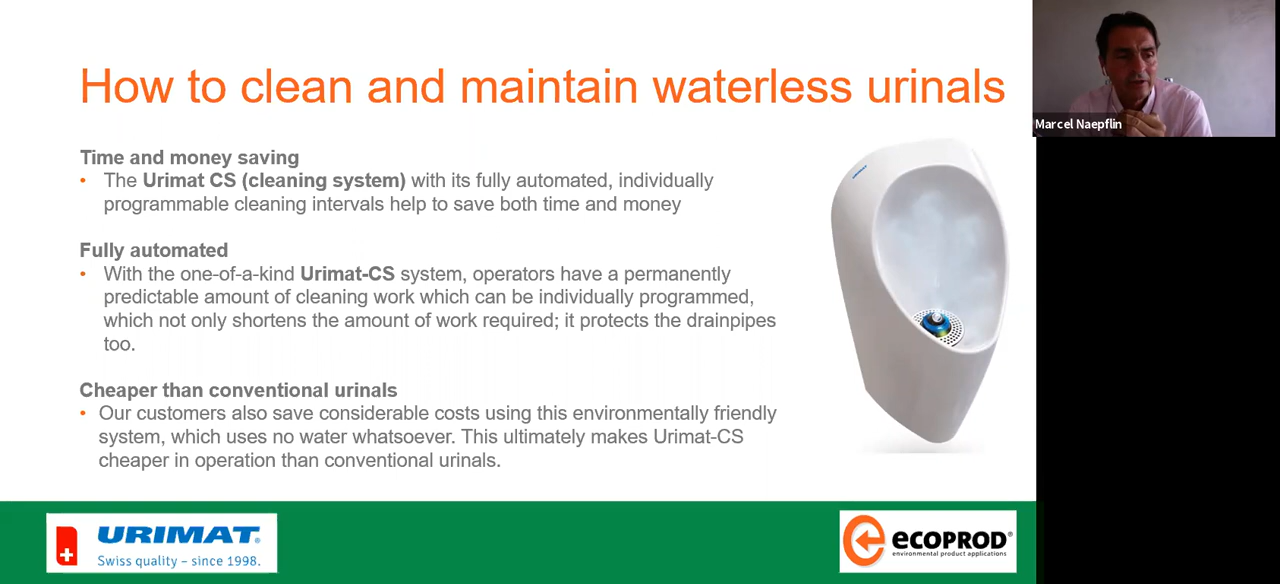 How to clean and maintain waterless urinals
Marcel Naepflin
Time and money saving
• The Urimat CS (cleaning system) with its fully automated, individually
programmable cleaning intervals help to save both time and money
Fully automated
• With the one-of-a-kind Urimat-CS system, operators have a permanently
predictable amount of cleaning work which can be individually programmed,
which not only shortens the amount of work required; it protects the drainpipes
too.
Cheaper than conventional urinals
• Our customers also save considerable costs using this environmentally friendly
system, which uses no water whatsoever. This ultimately makes Urimat-CS
cheaper in operation than conventional urinals.
URIMAT
URIMAT®
Swiss quality – since 1998.
ECOPROD®
environmental product applications